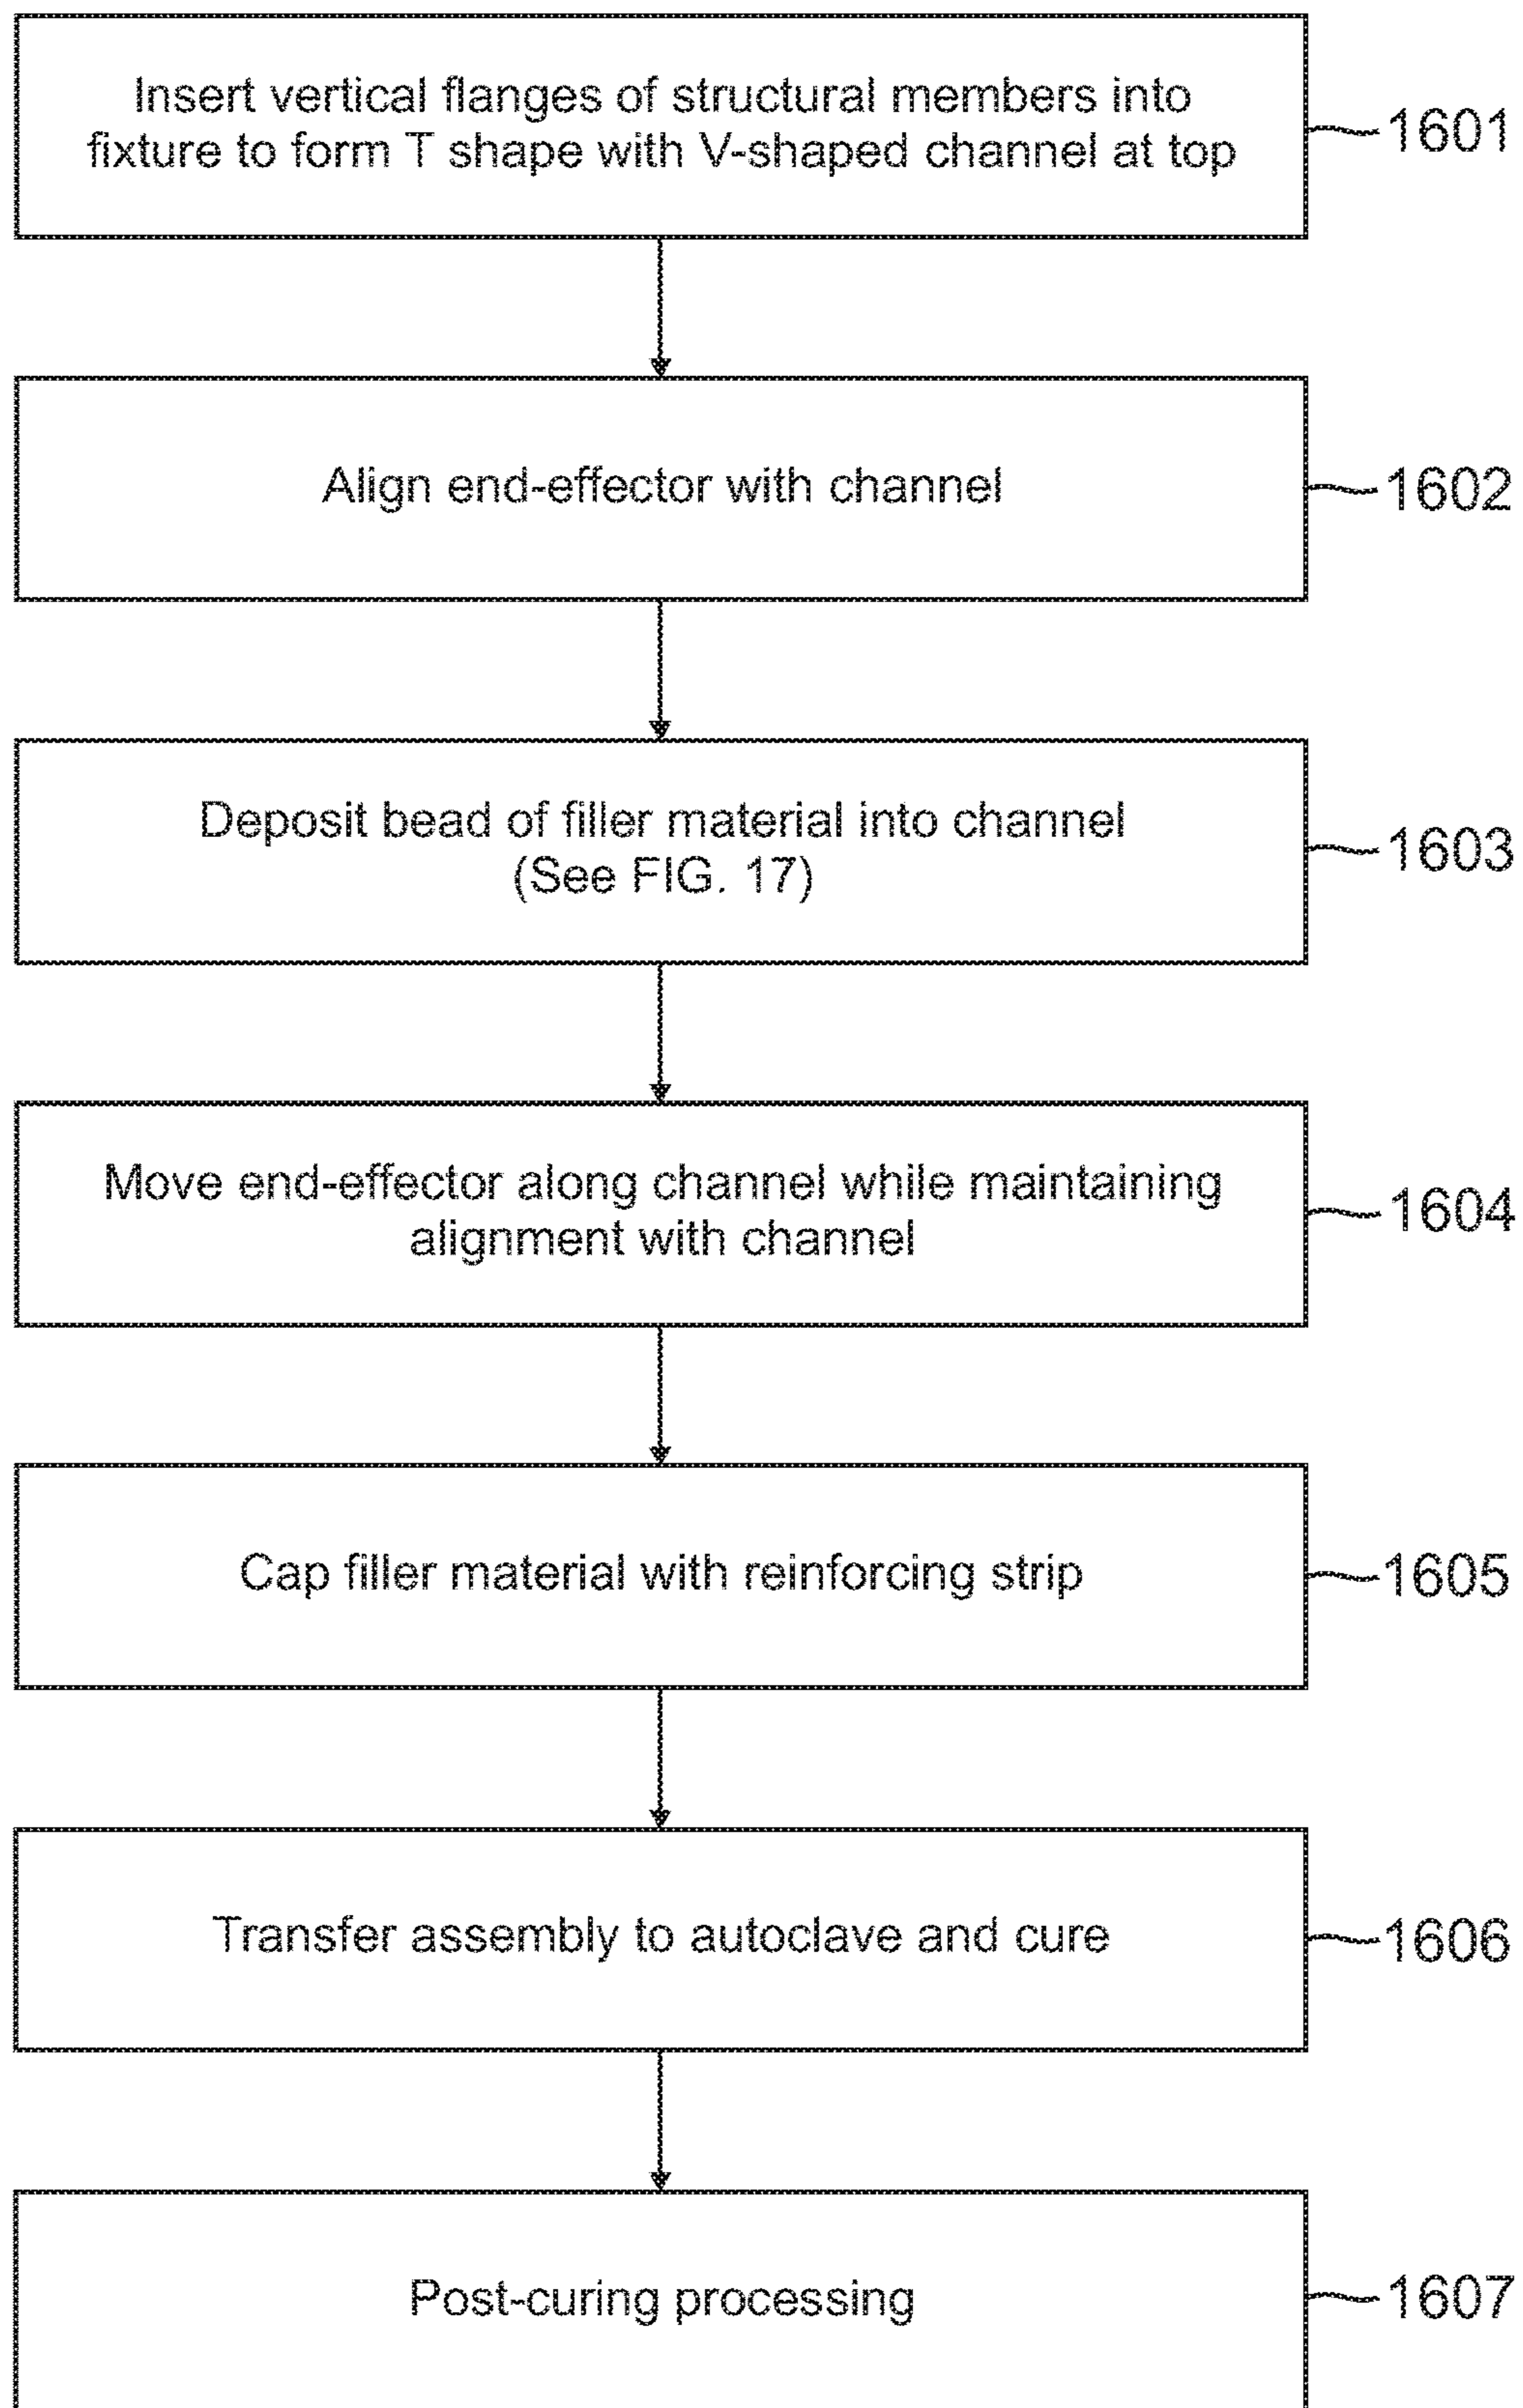 Insert vertical flanges of structural members into
fixture to form T shape with V-shaped channel at top
1601
Align end-effector with channel
1602
Deposit bead of filler material into channel
(See FIG. 17)
1603
Move end-effector along channel while maintaining
alignment with channel
1604
Cap filler material with reinforcing strip
1605
Transfer assembly to autoclave and cure
1606
Post-curing processing
1607